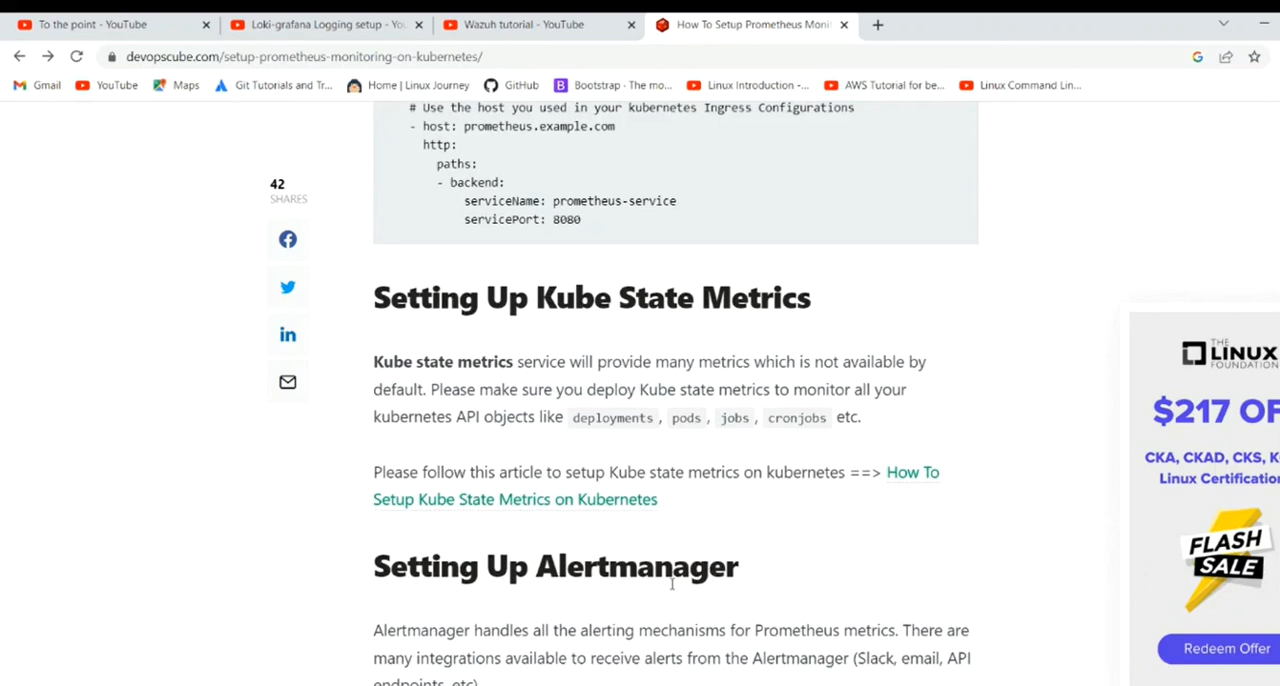 To the point - YouTube
Loki-grafana Logging setup - Yo
Wazuh tutorial - YouTube
How To Setup Prometheus Moni
devopscube.com/setup-prometheus-monitoring-on-kubernetes/
Gmail
YouTube
Maps
Git Tutorials and Tr...
Home | Linux Journey
GitHub
Bootstrap · The mo...
Linux Introduction -...
AWS Tutorial for be...
Linux Command Lin...
# Use the host you used in your kubernetes Ingress Configurations
- host: prometheus.example.com
http:
paths:
- backend:
serviceName: prometheus-service
servicePort: 8080
42
SHARES
Setting Up Kube State Metrics
Kube state metrics service will provide many metrics which is not available by
default. Please make sure you deploy Kube state metrics to monitor all your
kubernetes API objects like deployments, pods, jobs, cronjobs etc.
Please follow this article to setup Kube state metrics on kubernetes ==> How To
Setup Kube State Metrics on Kubernetes
Setting Up Alertmanager
Alertmanager handles all the alerting mechanisms for Prometheus metrics. There are
many integrations available to receive alerts from the Alertmanager (Slack, email, API
endpoints, etc)
THE
LINUX
FOUNDATION
$217 OF
CKA, CKAD, CKS, K
Linux Certification
FLASH
SALE
Redeem Offer